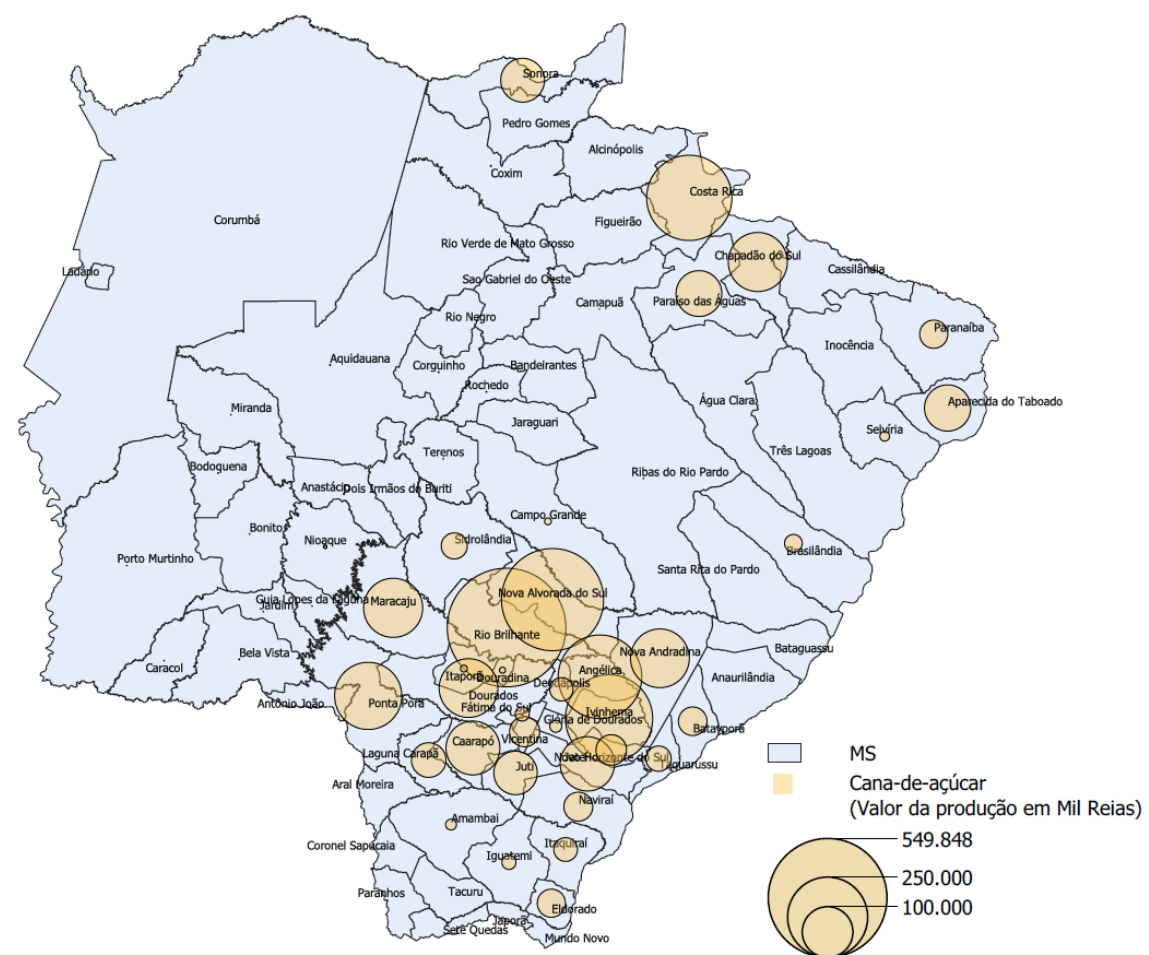 Sonora
Pedro Gomes
Alcinópolis
Coxim
Costa Rica
Corumbá
Figueirão
Rio Verde de Mato Grosso
Chapadão do Sul
Ladário
Cassilândia
Sao Gabriel do Oeste
Camapuã
Paraíso das Águas
Rio Negro
Paranaíba
Inocência
Aquidauana
Corguinho
Bandeirantes
Rochedo
Água Clara
Aparecida do Taboado
Miranda
Jaraguari
Selvíria
Terenos
Três Lagoas
Bodoquena
Ribas do Rio Pardo
Anastácio
Dois Irmãos do Buriti
Campo Grande
Bonito
Nioaque
Sidrolândia
Brasilândia
Porto Murtinho
Santa Rita do Pardo
Nova Alvorada do Sul
Guia Lopes da Laguna
Maracaju
Jardim
Rio Brilhante
Bela Vista
Nova Andradina
Bataguassu
Caracol
Angélica
Itaporã
Douradina
Anaurilândia
Deodápolis
Dourados
Antônio João
Ponta Porã
Fátima do Sul
Ivinhema
Glória de Dourados
Batayporã
Vicentina
Caarapó
Laguna Carapã
Novo Horizonte do Sul
Taquarussu
Juti
Aral Moreira
Naviraí
Amambai
Coronel Sapucaia
Itaquiraí
Iguatemi
Paranhos
Tacuru
Eldorado
Japorã
Sete Quedas
Mundo Novo
MS
Cana-de-açúcar
(Valor da produção em Mil Reias)
549.848
250.000
100.000